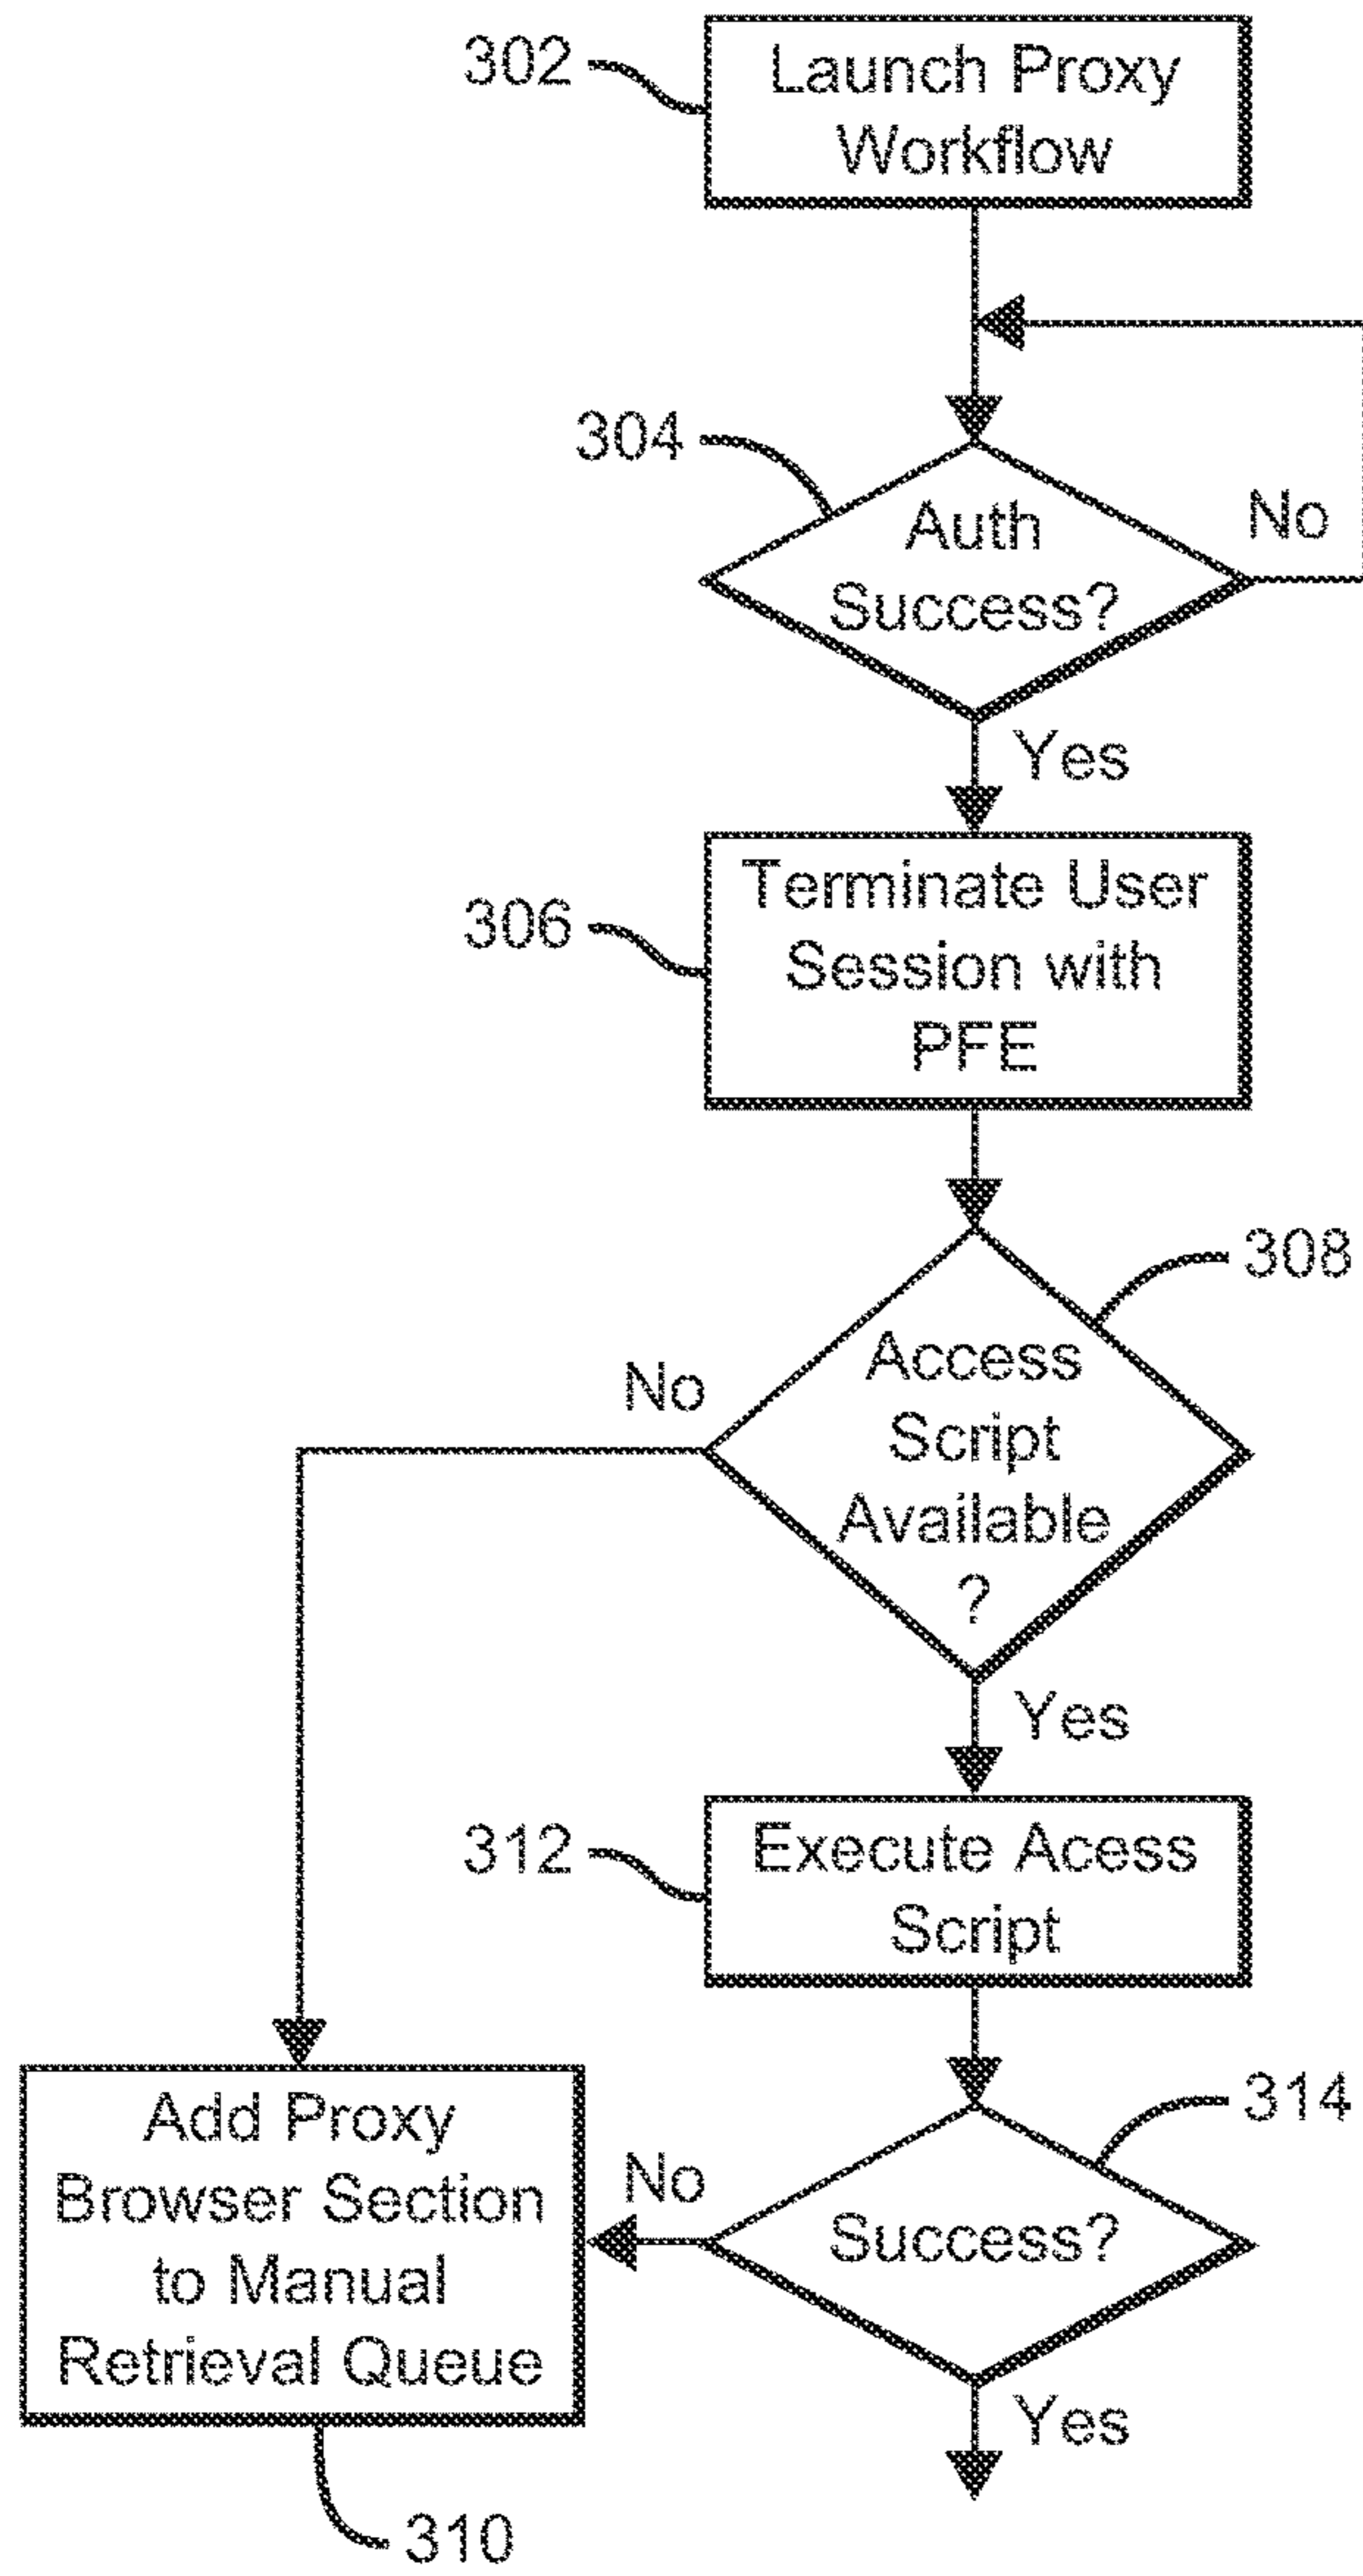 302
Launch Proxy
Workflow
304
Auth
Success?
No
Yes
306
Terminate User
Session with
PFE
308
Access
Script
Available
?
No
Yes
312
Execute Acess
Script
314
Success?
No
Yes
Add Proxy
Browser Section
to Manual
Retrieval Queue
310